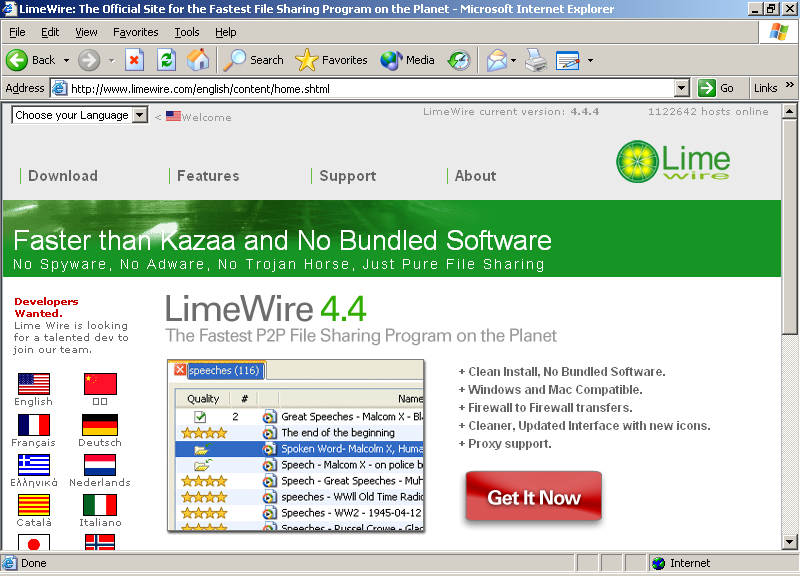 LimeWire: The Official Site for the Fastest File Sharing Program on the Planet - Microsoft Internet Explorer
File Edit View Favorites Tools Help
Back Search Favorites Media
Address http://www.limewire.com/english/content/home.shtml Go Links »
Choose your Language < Welcome LimeWire current version: 4.4.4 1122642 hosts online
Lime
wire
Download Features Support About
Faster than Kazaa and No Bundled Software
No Spyware, No Adware, No Trojan Horse, Just Pure File Sharing
Developers
Wanted.
Lime Wire is looking
for a talented dev to
join our team.
English
Français Deutsch
Ελληνικά Nederlands
Català Italiano
LimeWire 4.4
The Fastest P2P File Sharing Program on the Planet
speeches (116)
Quality # Name
2 Great Speeches - Malcom X - Bl
The end of the beginning
Spoken Word- Malcolm X, Huma
Speech - Malcom X - on police b
Speech - Great Speeches - Muh
speeches - WWll Old Time Radi
Speeches - WW2 - 1945-04-12
Speeches - Russel Crowe - Gla
+ Clean Install, No Bundled Software.
+ Windows and Mac Compatible.
+ Firewall to Firewall transfers.
+ Cleaner, Updated Interface with new icons.
+ Proxy support.
Get It Now
Done Internet